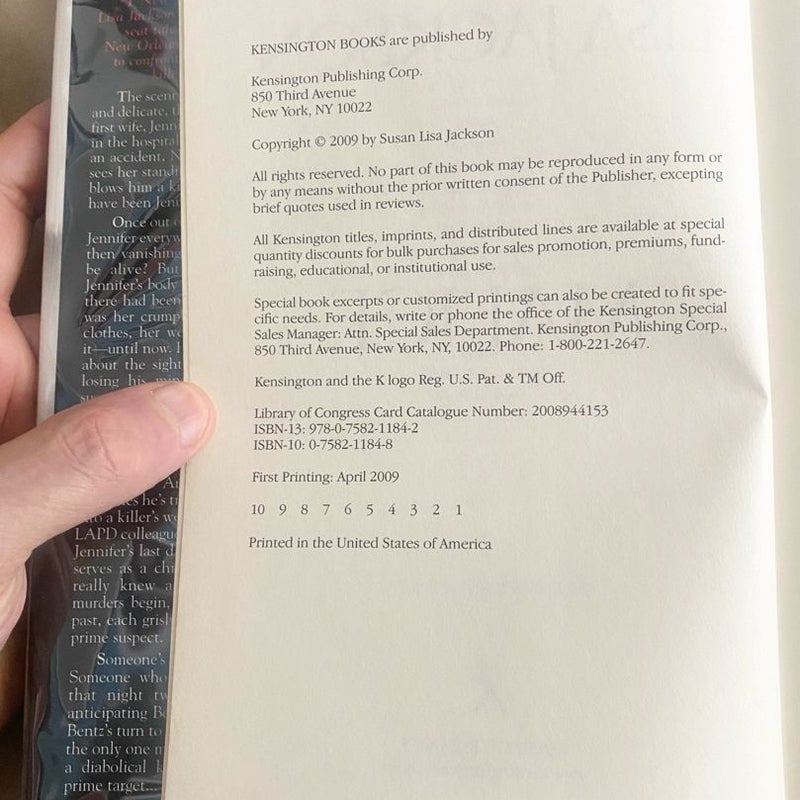 Lisa Jackson
seat
New Orle
to confron
The scent
and delicate,
first wife, Jenn
in the hospital
an accident.
sees her stand
blows him a
have been Jen
Once out
Jennifer everyw
then vanishing
be alive? But
Jennifer's body
there had been
was her crump
clothes, her
it—until now.
about the sight
losing his
he's
a killer's
LAPD colleagu
Jennifer's last
serves as a
really knew a
murders begin,
past, each
prime suspect.
Someone's
Someone who
that night
anticipating
Bentz's turn to
the only one
a diabolical
prime target...
KENSINGTON BOOKS are published by
Kensington Publishing Corp.
850 Third Avenue
New York, NY 10022
Copyright © 2009 by Susan Lisa Jackson
All rights reserved. No part of this book may be reproduced in any form or
by any means without the prior written consent of the Publisher, excepting
brief quotes used in reviews.
All Kensington titles, imprints, and distributed lines are available at special
quantity discounts for bulk purchases for sales promotion, premiums, fund-
raising, educational, or institutional use.
Special book excerpts or customized printings can also be created to fit spe-
cific needs. For details, write or phone the office of the Kensington Special
Sales Manager: Attn. Special Sales Department. Kensington Publishing Corp.,
850 Third Avenue, New York, NY, 10022. Phone: 1-800-221-2647.
Kensington and the K logo Reg. U.S. Pat. & TM Off.
Library of Congress Card Catalogue Number: 2008944153
ISBN-13: 978-0-7582-1184-2
ISBN-10: 0-7582-1184-8
First Printing: April 2009
10 9 8 7 6 5 4 3 2 1
Printed in the United States of America